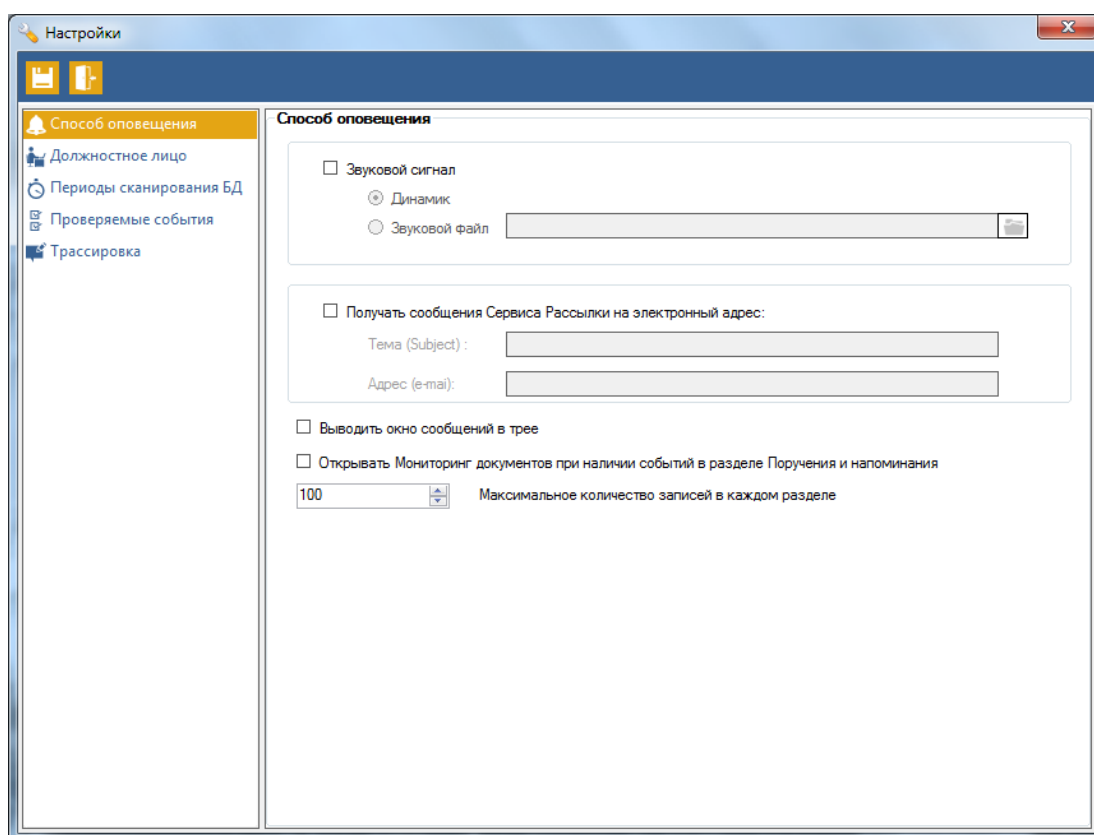 Настройки
Способ оповещения
Должностное лицо
Периоды сканирования БД
Проверяемые события
Трассировка
Способ оповещения
Звуковой сигнал
Динамик
Звуковой файл
Получать сообщения Сервиса Рассылки на электронный адрес:
Тема (Subject) :
Адрес (e-mai):
Выводить окно сообщений в трее
Открывать Мониторинг документов при наличии событий в разделе Поручения и напоминания
100 Максимальное количество записей в каждом разделе